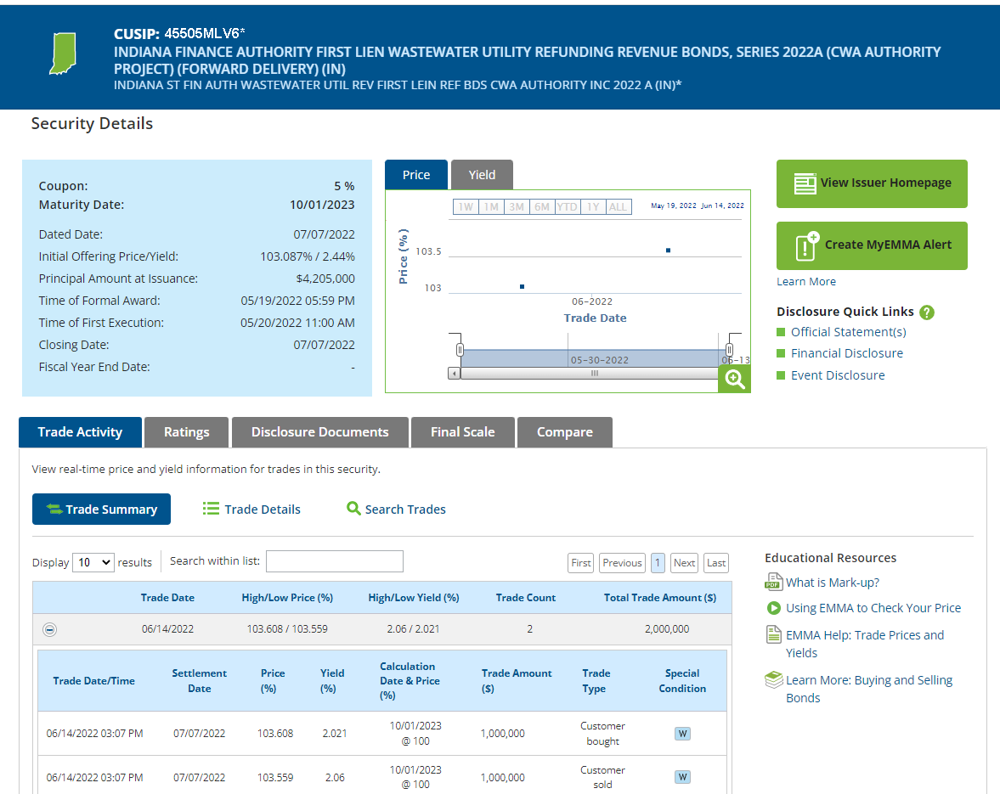 CUSIP: 45505MLV6*
INDIANA FINANCE AUTHORITY FIRST LIEN WASTEWATER UTILITY REFUNDING REVENUE BONDS, SERIES 2022A (CWA AUTHORITY
PROJECT) (FORWARD DELIVERY) (IN)
INDIANA ST FIN AUTH WASTEWATER UTIL REV FIRST LEIN REF BDS CWA AUTHORITY INC 2022 A (IN)*
Security Details
Coupon: 5 %
Maturity Date: 10/01/2023
Dated Date: 07/07/2022
Initial Offering Price/Yield: 103.087% / 2.44%
Principal Amount at Issuance: $4,205,000
Time of Formal Award: 05/19/2022 05:59 PM
Time of First Execution: 05/20/2022 11:00 AM
Closing Date: 07/07/2022
Fiscal Year End Date: -
Price Yield
1W 1M 3M 6M YTD 1Y ALL May 19, 2022 Jun 14, 2022
Price (%)
103.5
103
06-2022
Trade Date
05-30-2022 06-13
View Issuer Homepage
Create MyEMMA Alert
Learn More
Disclosure Quick Links ?
Official Statement(s)
Financial Disclosure
Event Disclosure
Trade Activity Ratings Disclosure Documents Final Scale Compare
View real-time price and yield information for trades in this security.
Trade Summary Trade Details Search Trades
Display 10 results Search within list: First Previous 1 Next Last
Trade Date High/Low Price (%) High/Low Yield (%) Trade Count Total Trade Amount ($)
06/14/2022 103.608 / 103.559 2.06 / 2.021 2 2,000,000
Trade Date/Time Settlement Date Price (%) Yield (%) Calculation Date & Price (%) Trade Amount ($) Trade Type Special Condition
06/14/2022 03:07 PM 07/07/2022 103.608 2.021 10/01/2023 @ 100 1,000,000 Customer bought W
06/14/2022 03:07 PM 07/07/2022 103.559 2.06 10/01/2023 @ 100 1,000,000 Customer sold W
Educational Resources
PDF What is Mark-up?
Using EMMA to Check Your Price
EMMA Help: Trade Prices and
Yields
Learn More: Buying and Selling
Bonds